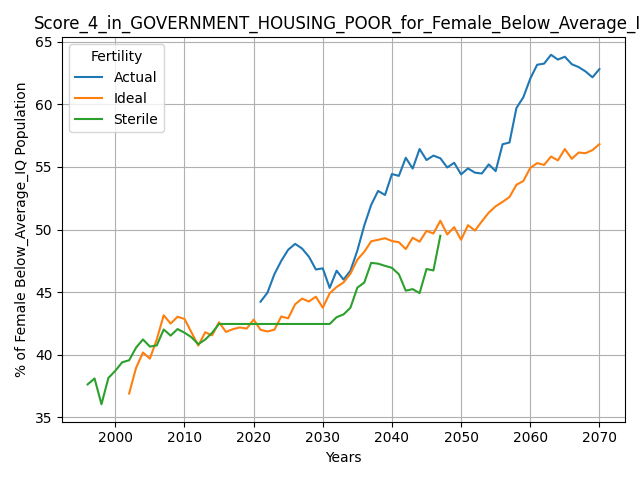 Score_4_in_GOVERNMENT_HOUSING_POOR_for_Female_Below_Average_I
Fertility
Actual
Ideal
Sterile
% of Female Below_Average_IQ Population
65
60
55
50
45
40
35
2000 2010 2020 2030 2040 2050 2060 2070
Years